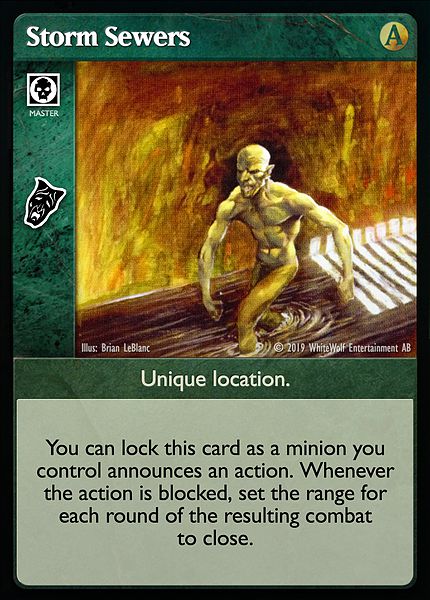 Storm Sewers
A
MASTER
Illus: Brian LeBlanc
© 2019 WhiteWolf Entertainment AB
Unique location.
You can lock this card as a minion you
control announces an action. Whenever
the action is blocked, set the range for
each round of the resulting combat
to close.